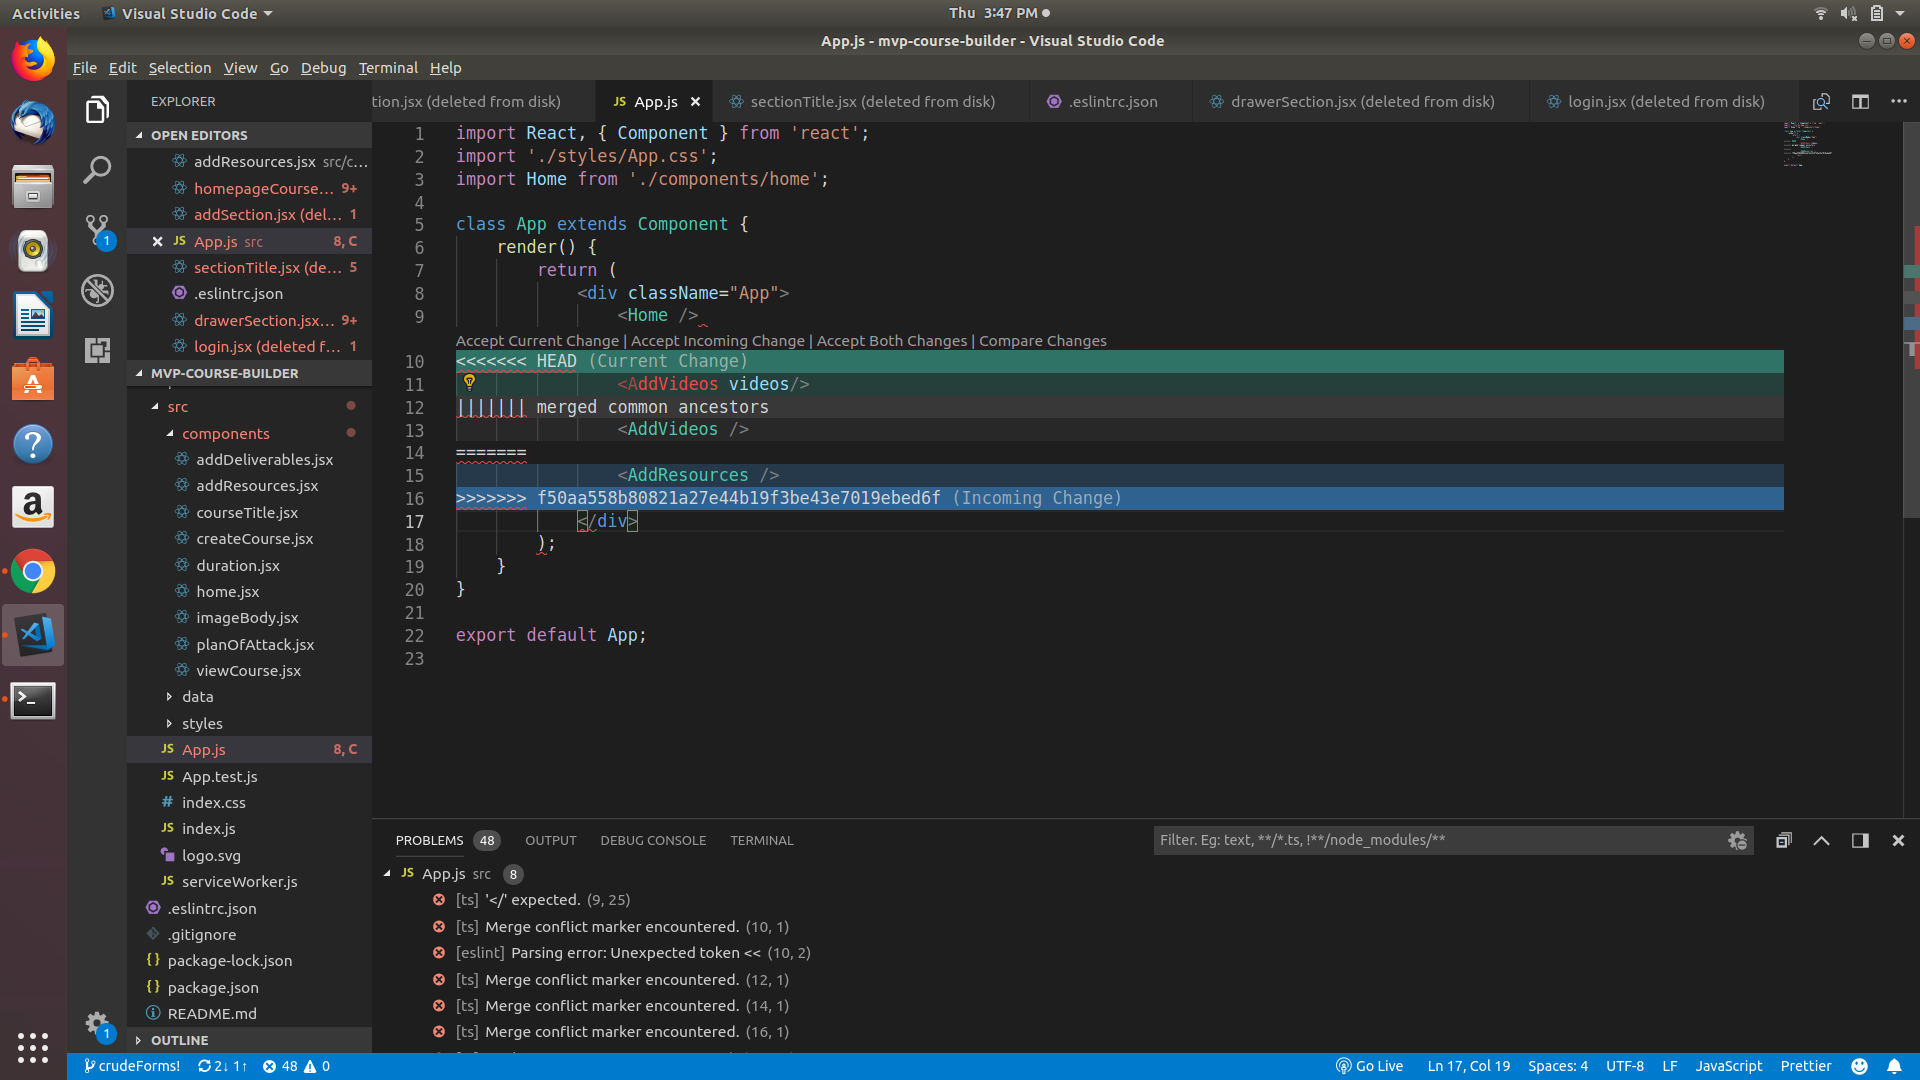 Activities
Visual Studio Code
Thu 3:47 PM
App.js - mvp-course-builder - Visual Studio Code
File Edit Selection View Go Debug Terminal Help
EXPLORER
tion.jsx (deleted from disk)
JS App.js
sectionTitle.jsx (deleted from disk)
.eslintrc.json
drawerSection.jsx (deleted from disk)
login.jsx (deleted from disk)
OPEN EDITORS
addResources.jsx src/c...
homepageCourse... 9+
addSection.jsx (del... 1
JS App.js src 8, C
sectionTitle.jsx (de... 5
.eslintrc.json
drawerSection.jsx... 9+
login.jsx (deleted f... 1
MVP-COURSE-BUILDER
src
components
addDeliverables.jsx
addResources.jsx
courseTitle.jsx
createCourse.jsx
duration.jsx
home.jsx
imageBody.jsx
planOfAttack.jsx
viewCourse.jsx
data
styles
JS App.js 8, C
JS App.test.js
# index.css
JS index.js
logo.svg
JS serviceWorker.js
.eslintrc.json
.gitignore
{} package-lock.json
{} package.json
README.md
OUTLINE
1
1
1 import React, { Component } from 'react';
2 import './styles/App.css';
3 import Home from './components/home';
4
5 class App extends Component {
6 render() {
7 return (
8 <div className="App">
9 <Home />
Accept Current Change | Accept Incoming Change | Accept Both Changes | Compare Changes
10 <<<<<<< HEAD (Current Change)
11 <AddVideos videos/>
12 ||||||| merged common ancestors
13 <AddVideos />
14 =======
15 <AddResources />
16 >>>>>>> f50aa558b80821a27e44b19f3be43e7019ebed6f (Incoming Change)
17 </div>
18 );
19 }
20 }
21
22 export default App;
23
PROBLEMS 48 OUTPUT DEBUG CONSOLE TERMINAL
Filter. Eg: text, **/*.ts, !**/node_modules/**
JS App.js src 8
[ts] '</' expected. (9, 25)
[ts] Merge conflict marker encountered. (10, 1)
[eslint] Parsing error: Unexpected token << (10, 2)
[ts] Merge conflict marker encountered. (12, 1)
[ts] Merge conflict marker encountered. (14, 1)
[ts] Merge conflict marker encountered. (16, 1)
crudeForms! 2↓ 1↑ 48 0
Go Live Ln 17, Col 19 Spaces: 4 UTF-8 LF JavaScript Prettier